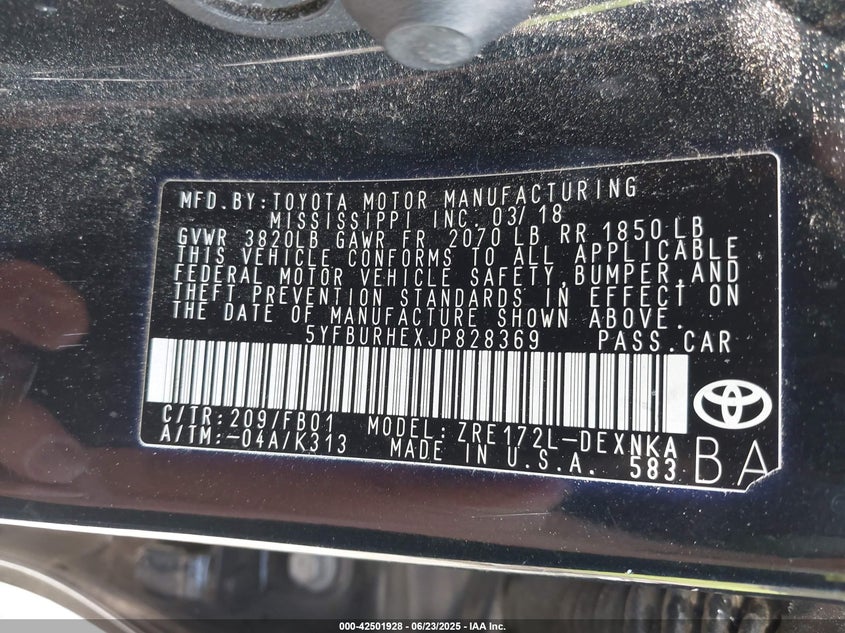 MFD. BY: TOYOTA MOTOR MANUFACTURING
MISSISSIPPI INC. 03/18
GVWR 3820LB GAWR FR 2070 LB RR 1850 LB
THIS VEHICLE CONFORMS TO ALL APPLICABLE
FEDERAL MOTOR VEHICLE SAFETY, BUMPER, AND
THEFT PREVENTION STANDARDS IN EFFECT ON
THE DATE OF MANUFACTURE SHOWN ABOVE.
5YFBURHEXJP828369 PASS. CAR
C/TR: 209/FB01 MODEL: ZRE172L-DEXNKA
A/TM: -04A/K313 MADE IN U.S.A. 583 BA
000-42501928 - 06/23/2025 - IAA Inc.